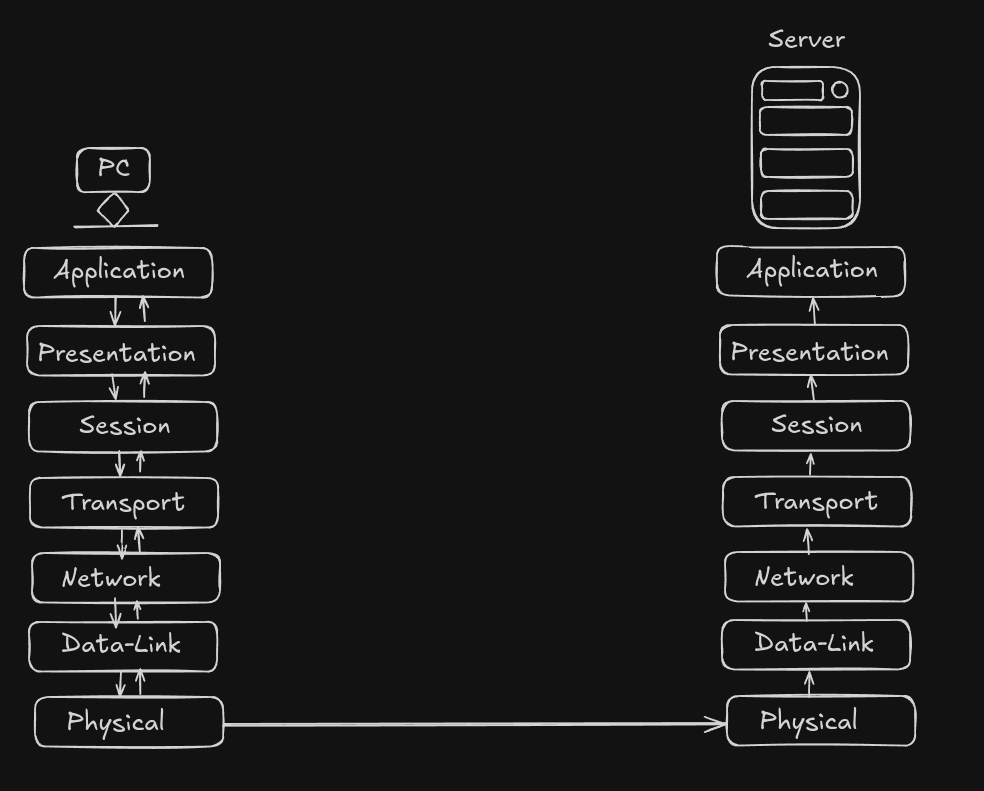 Server
PC
Application
Presentation
Session
Transport
Network
Data-Link
Physical
Application
Presentation
Session
Transport
Network
Data-Link
Physical